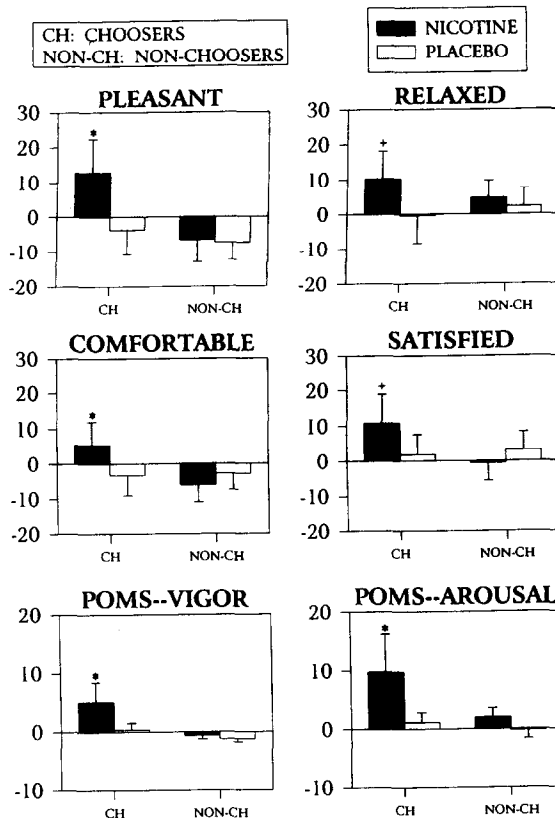 CH: CHOOSERS
NON-CH: NON-CHOOSERS
NICOTINE
PLACEBO
PLEASANT
30
20
10
0
-10
-20
*
CH
NON-CH
RELAXED
30
20
10
0
-10
-20
+
CH
NON-CH
COMFORTABLE
30
20
10
0
-10
-20
*
CH
NON-CH
SATISFIED
30
20
10
0
-10
-20
+
CH
NON-CH
POMS--VIGOR
20
10
0
-10
*
CH
NON-CH
POMS--AROUSAL
20
10
0
-10
*
CH
NON-CH